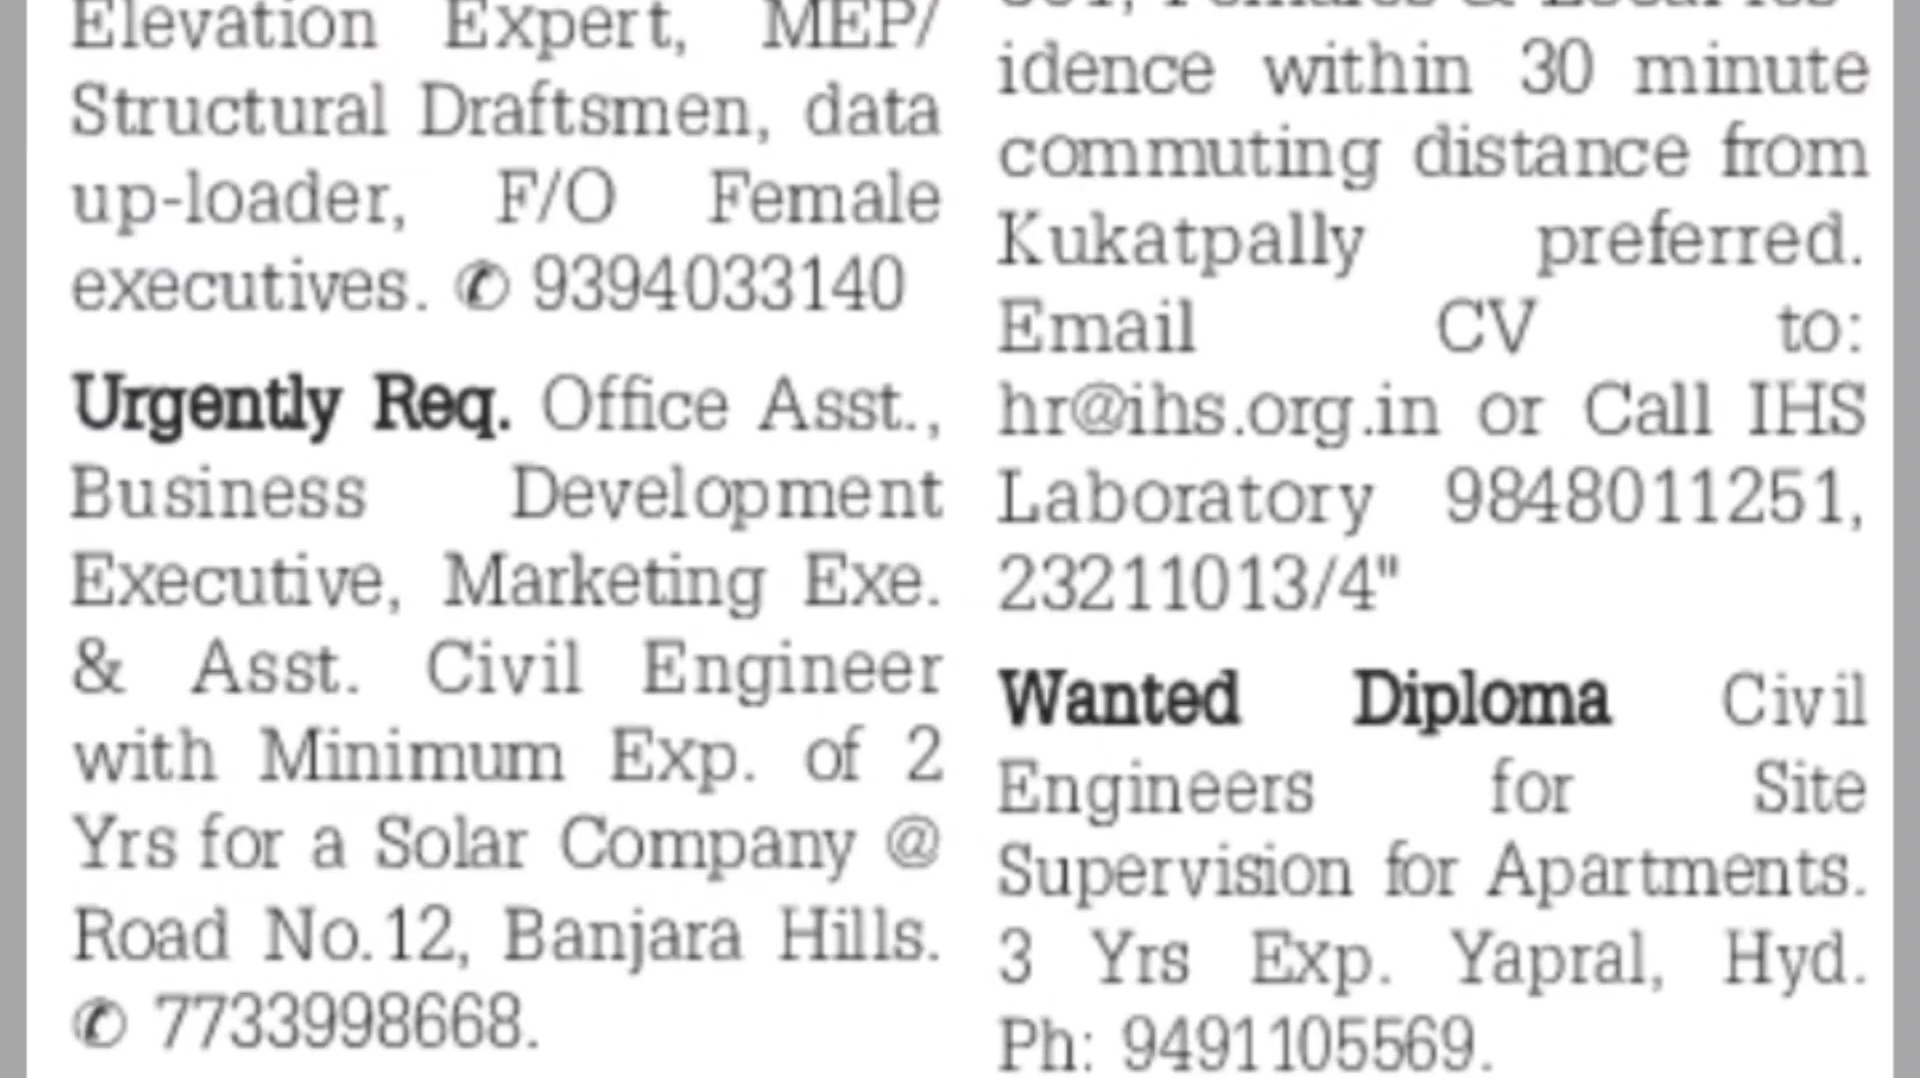 Elevation Expert, MEP/
Structural Draftsmen, data
up-loader, F/O Female
executives. ✆ 9394033140
Urgently Req. Office Asst.,
Business Development
Executive, Marketing Exe.
& Asst. Civil Engineer
with Minimum Exp. of 2
Yrs for a Solar Company @
Road No.12, Banjara Hills.
✆ 7733998668.
idence within 30 minute
commuting distance from
Kukatpally preferred.
Email CV to:
hr@ihs.org.in or Call IHS
Laboratory 9848011251,
23211013/4"
Wanted Diploma Civil
Engineers for Site
Supervision for Apartments.
3 Yrs Exp. Yapral, Hyd.
Ph: 9491105569.